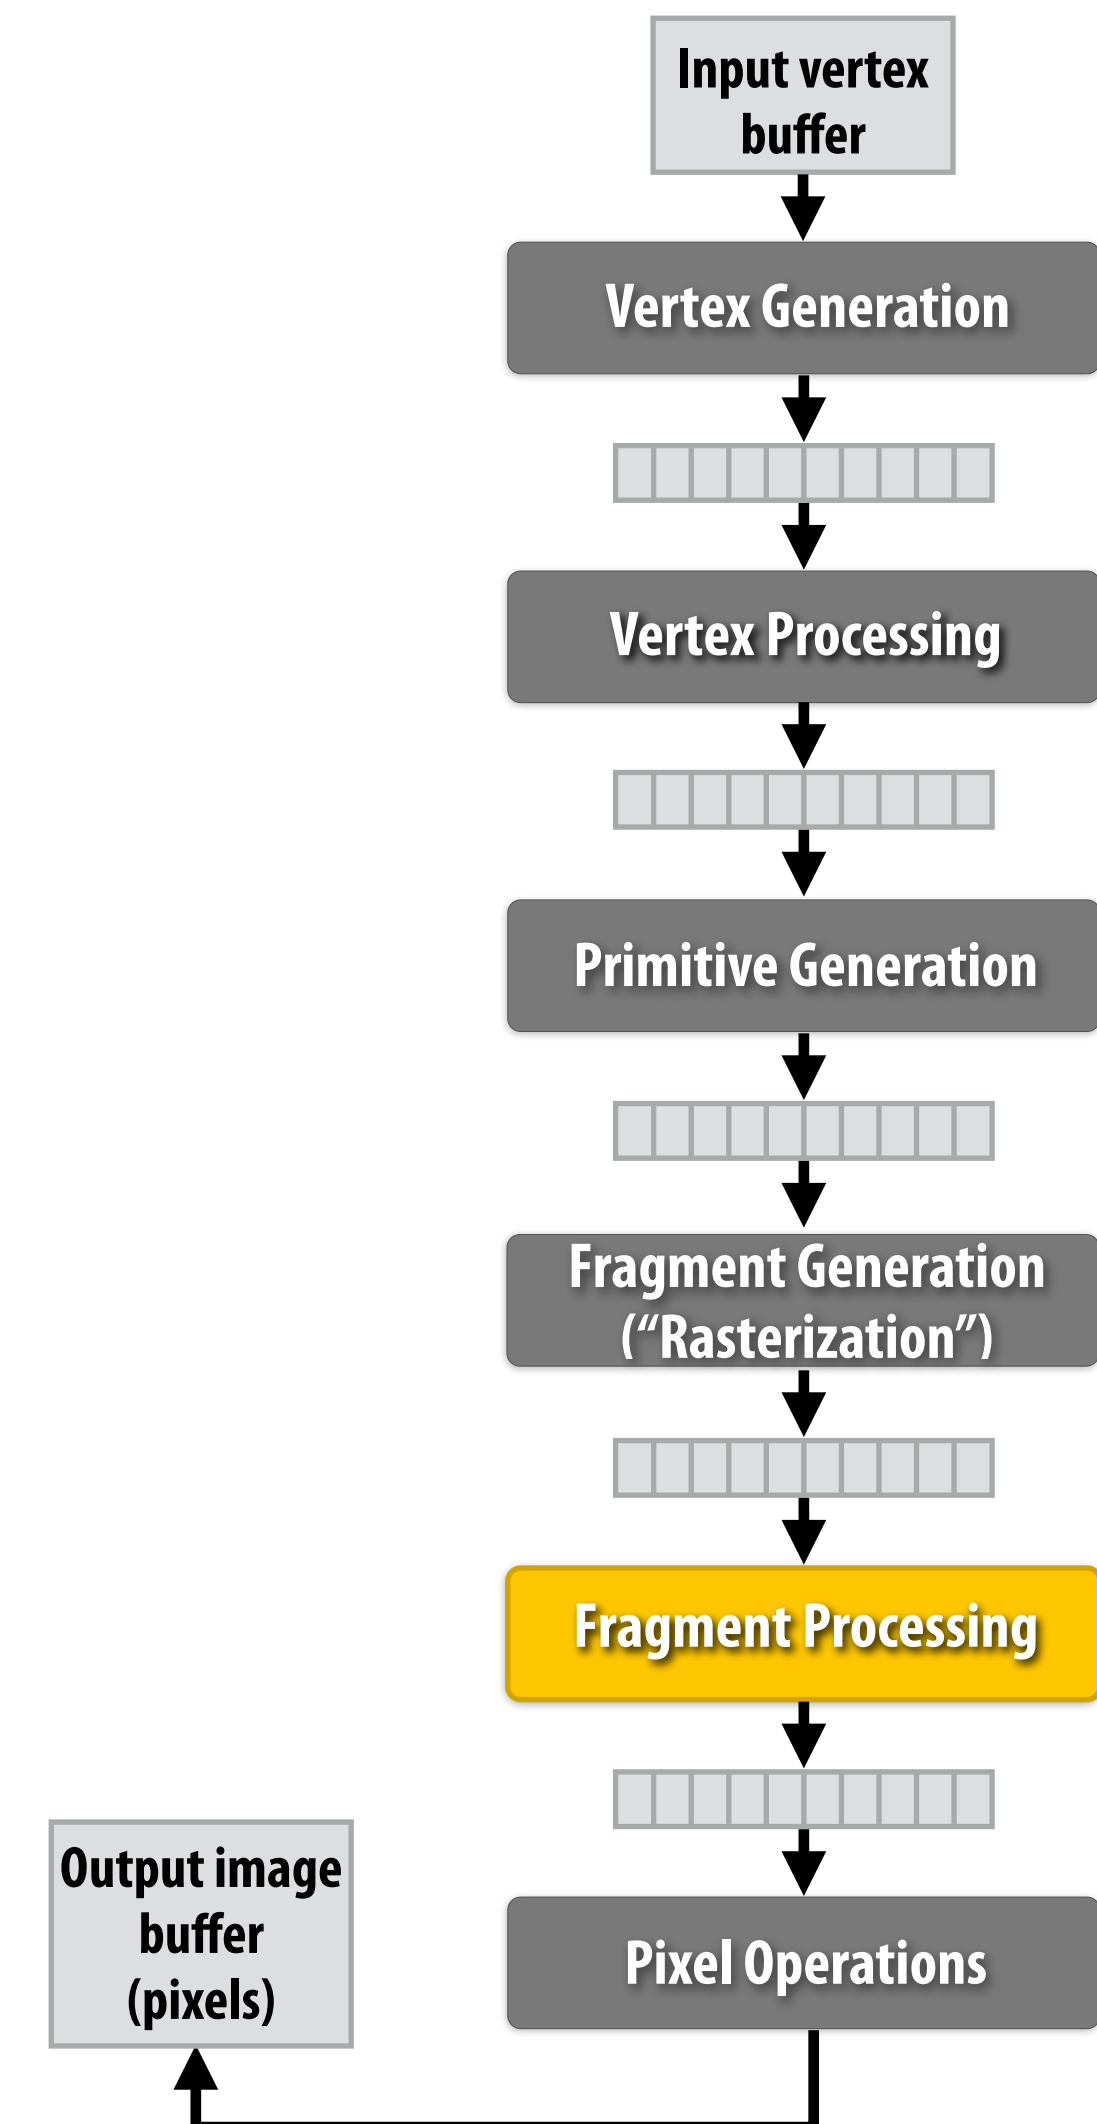 Input vertex
buffer
Vertex Generation
Vertex Processing
Primitive Generation
Fragment Generation
(“Rasterization”)
Fragment Processing
Pixel Operations
Output image
buffer
(pixels)